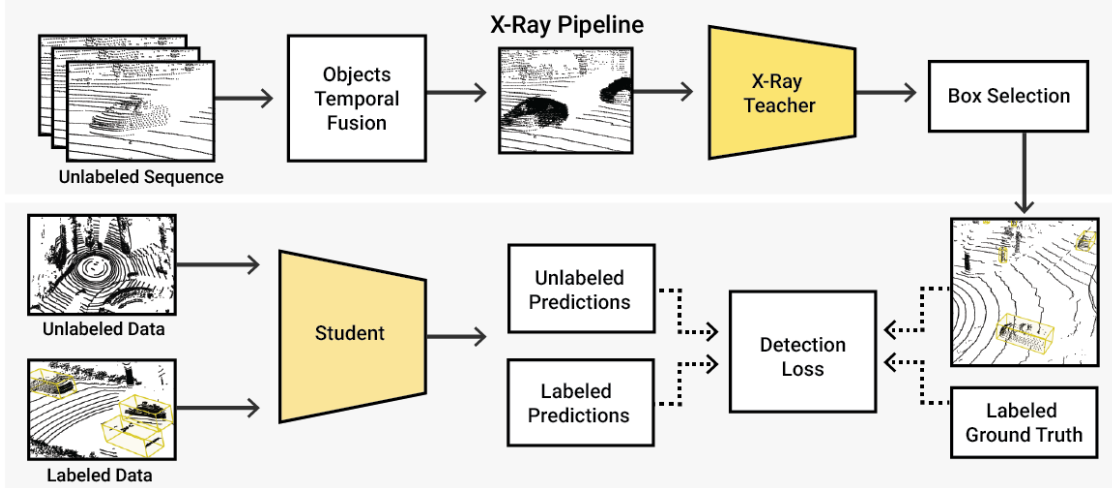 X-Ray Pipeline
Objects
Temporal
Fusion
X-Ray
Teacher
Box Selection
Unlabeled Sequence
Unlabeled Data
Student
Unlabeled
Predictions
Labeled
Predictions
Detection
Loss
Labeled
Ground Truth
Labeled Data